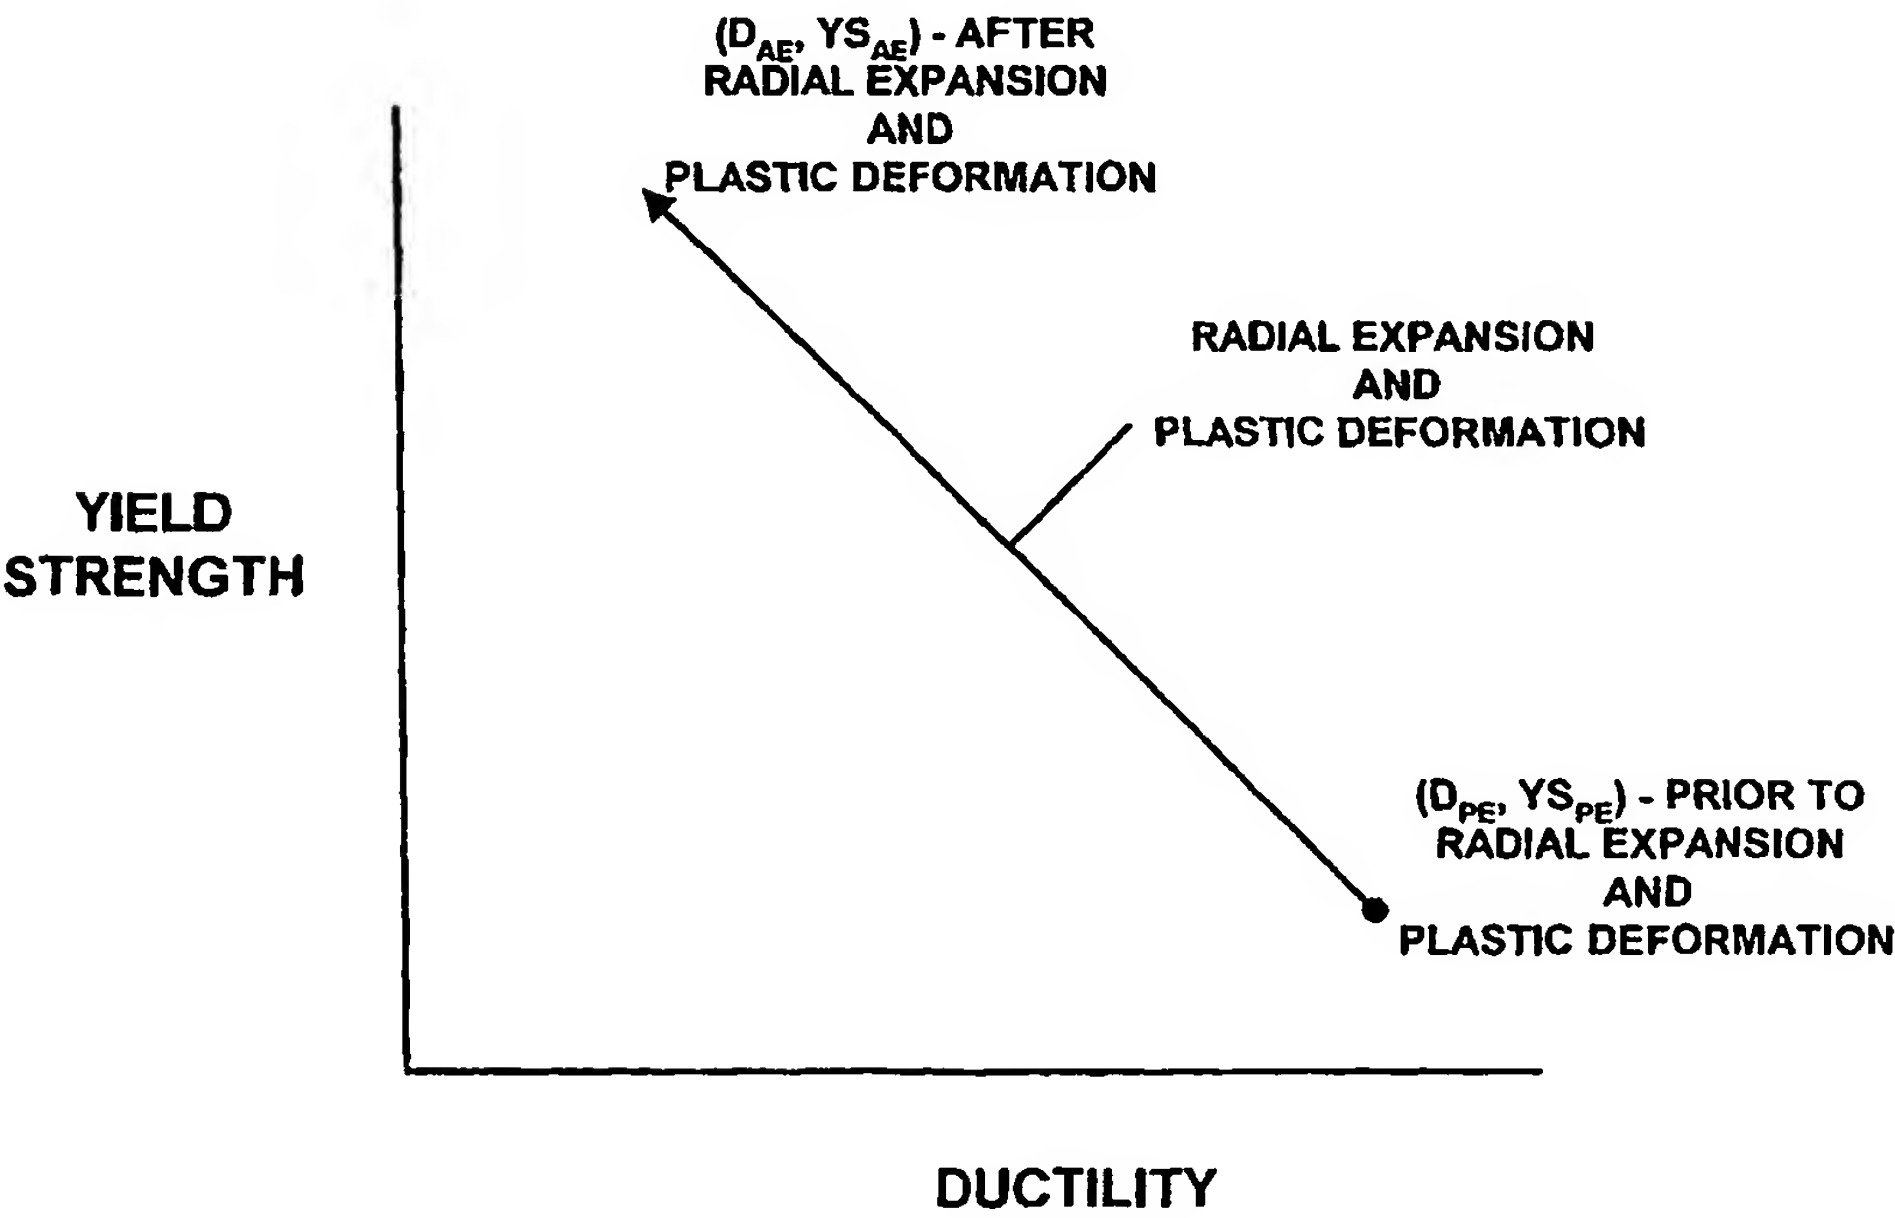 (D_AE, YS_AE) - AFTER
RADIAL EXPANSION
AND
PLASTIC DEFORMATION
RADIAL EXPANSION
AND
PLASTIC DEFORMATION
YIELD
STRENGTH
(D_PE, YS_PE) - PRIOR TO
RADIAL EXPANSION
AND
PLASTIC DEFORMATION
DUCTILITY